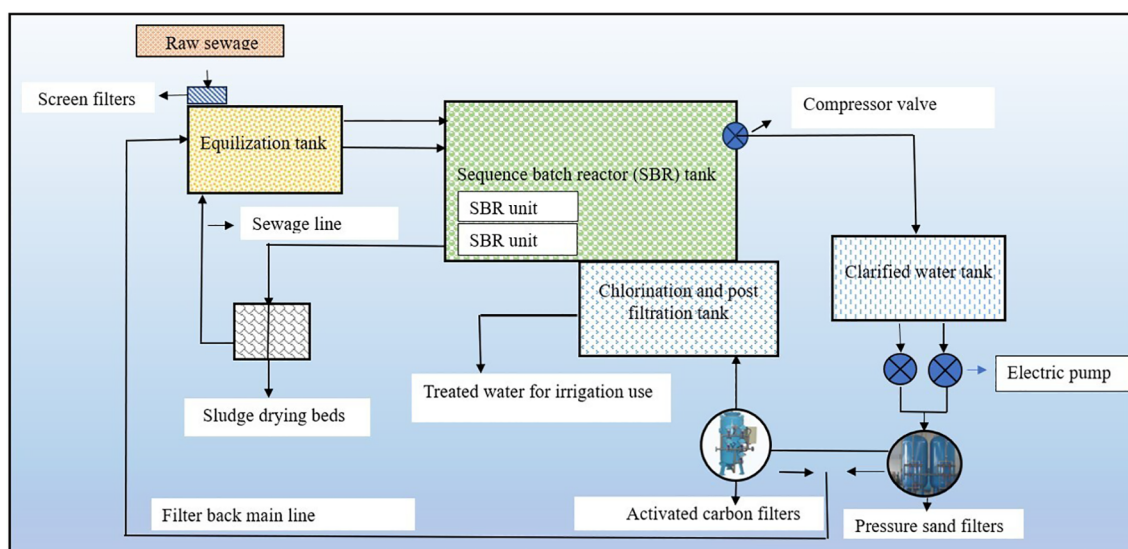 Raw sewage
Screen filters
Compressor valve
Equilization tank
Sequence batch reactor (SBR) tank
SBR unit
Sewage line
SBR unit
Clarified water tank
Chlorination and post
filtration tank
Electric pump
Treated water for irrigation use
Sludge drying beds
Filter back main line
Activated carbon filters
Pressure sand filters